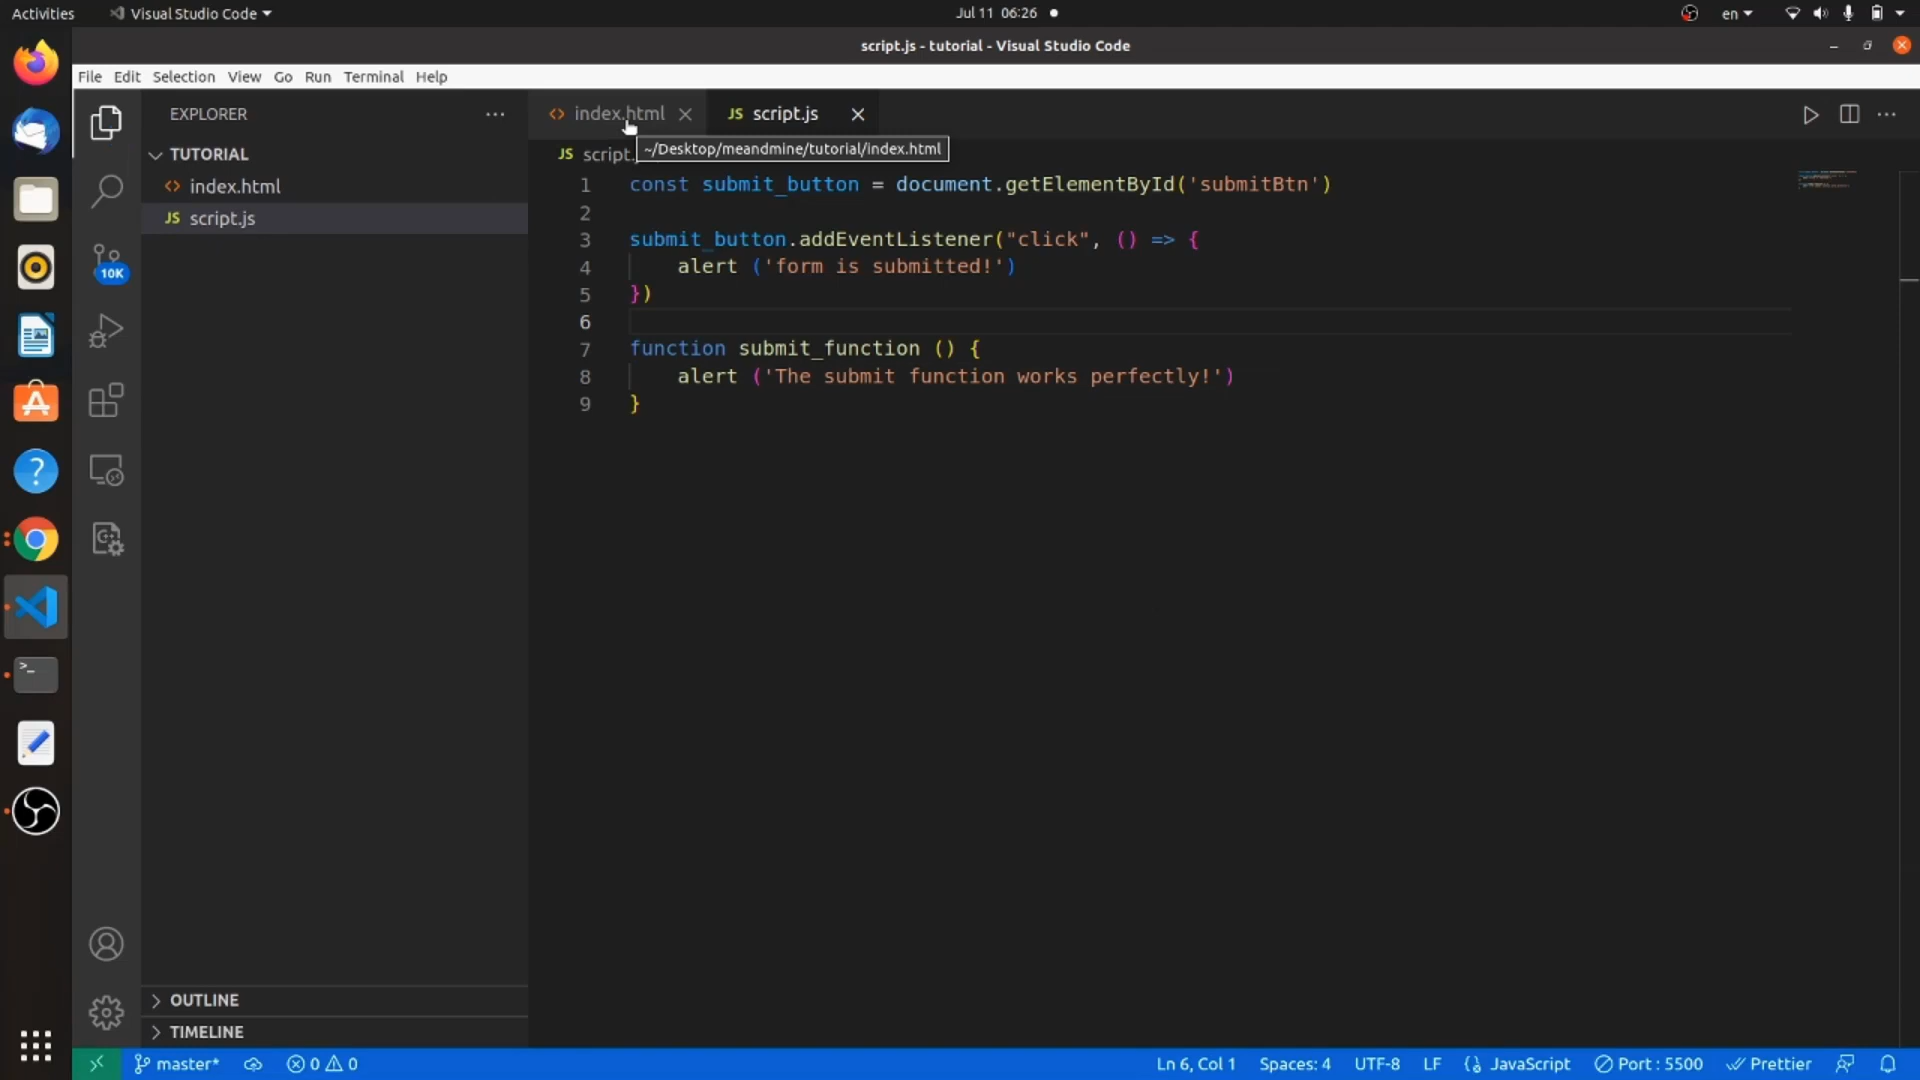 Activities
Visual Studio Code
Jul 11 06:26
en
script.js - tutorial - Visual Studio Code
File Edit Selection View Go Run Terminal Help
EXPLORER
index.html
JS script.js
TUTORIAL
JS script.
~/Desktop/meandmine/tutorial/index.html
index.html
JS script.js
10K
1 const submit_button = document.getElementById('submitBtn')
2
3 submit_button.addEventListener("click", () => {
4 alert ('form is submitted!')
5 })
6
7 function submit_function () {
8 alert ('The submit function works perfectly!')
9 }
OUTLINE
TIMELINE
master*
0 0
Ln 6, Col 1
Spaces: 4
UTF-8
LF
JavaScript
Port : 5500
Prettier